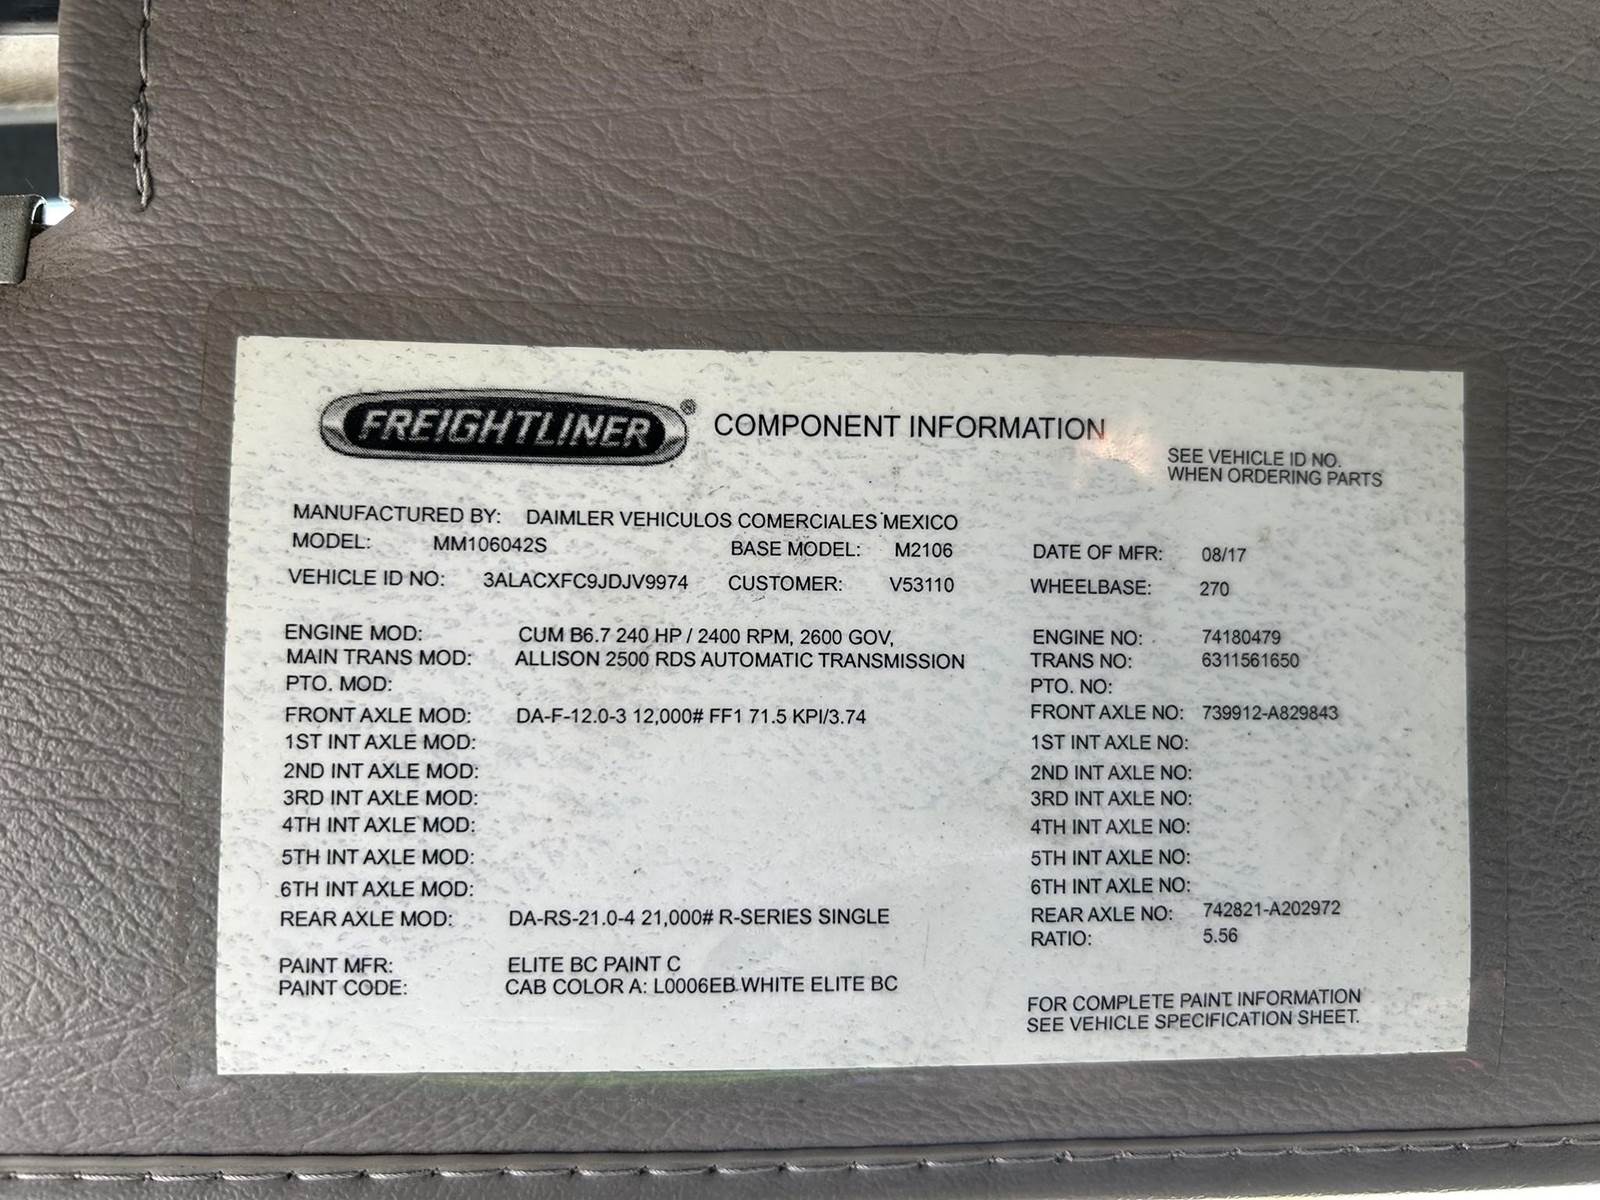 FREIGHTLINER® COMPONENT INFORMATION
SEE VEHICLE ID NO.
WHEN ORDERING PARTS
MANUFACTURED BY: DAIMLER VEHICULOS COMERCIALES MEXICO
MODEL: MM106042S BASE MODEL: M2106 DATE OF MFR: 08/17
VEHICLE ID NO: 3ALACXFC9JDJV9974 CUSTOMER: V53110 WHEELBASE: 270
ENGINE MOD: CUM B6.7 240 HP / 2400 RPM, 2600 GOV, ENGINE NO: 74180479
MAIN TRANS MOD: ALLISON 2500 RDS AUTOMATIC TRANSMISSION TRANS NO: 6311561650
PTO. MOD: PTO. NO:
FRONT AXLE MOD: DA-F-12.0-3 12,000# FF1 71.5 KPI/3.74 FRONT AXLE NO: 739912-A829843
1ST INT AXLE MOD: 1ST INT AXLE NO:
2ND INT AXLE MOD: 2ND INT AXLE NO:
3RD INT AXLE MOD: 3RD INT AXLE NO:
4TH INT AXLE MOD: 4TH INT AXLE NO:
5TH INT AXLE MOD: 5TH INT AXLE NO:
6TH INT AXLE MOD: 6TH INT AXLE NO:
REAR AXLE MOD: DA-RS-21.0-4 21,000# R-SERIES SINGLE REAR AXLE NO: 742821-A202972
RATIO: 5.56
PAINT MFR: ELITE BC PAINT C
PAINT CODE: CAB COLOR A: L0006EB WHITE ELITE BC
FOR COMPLETE PAINT INFORMATION
SEE VEHICLE SPECIFICATION SHEET.